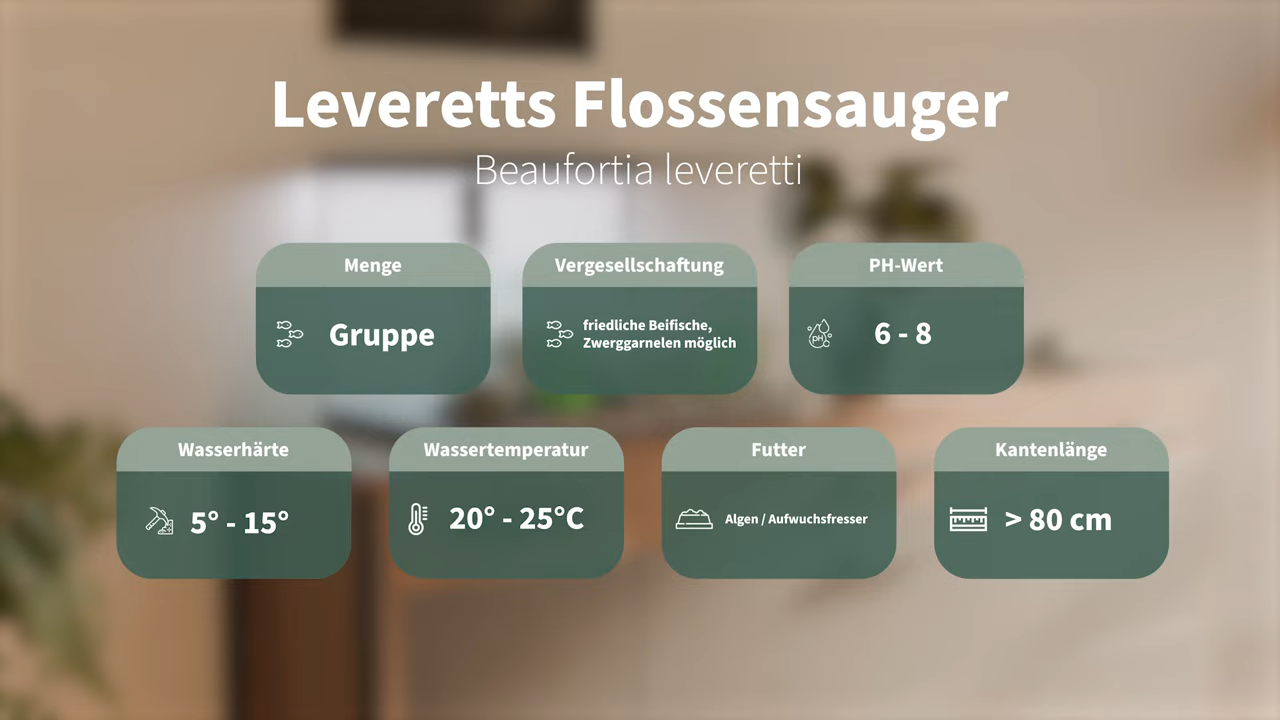 Leveretts Flossensauger
Beaufortia leveretti
Menge
Gruppe
Vergesellschaftung
friedliche Beifische,
Zwerggarnelen möglich
PH-Wert
pH
6 - 8
Wasserhärte
5° - 15°
Wassertemperatur
20° - 25°C
Futter
Algen / Aufwuchsfresser
Kantenlänge
> 80 cm